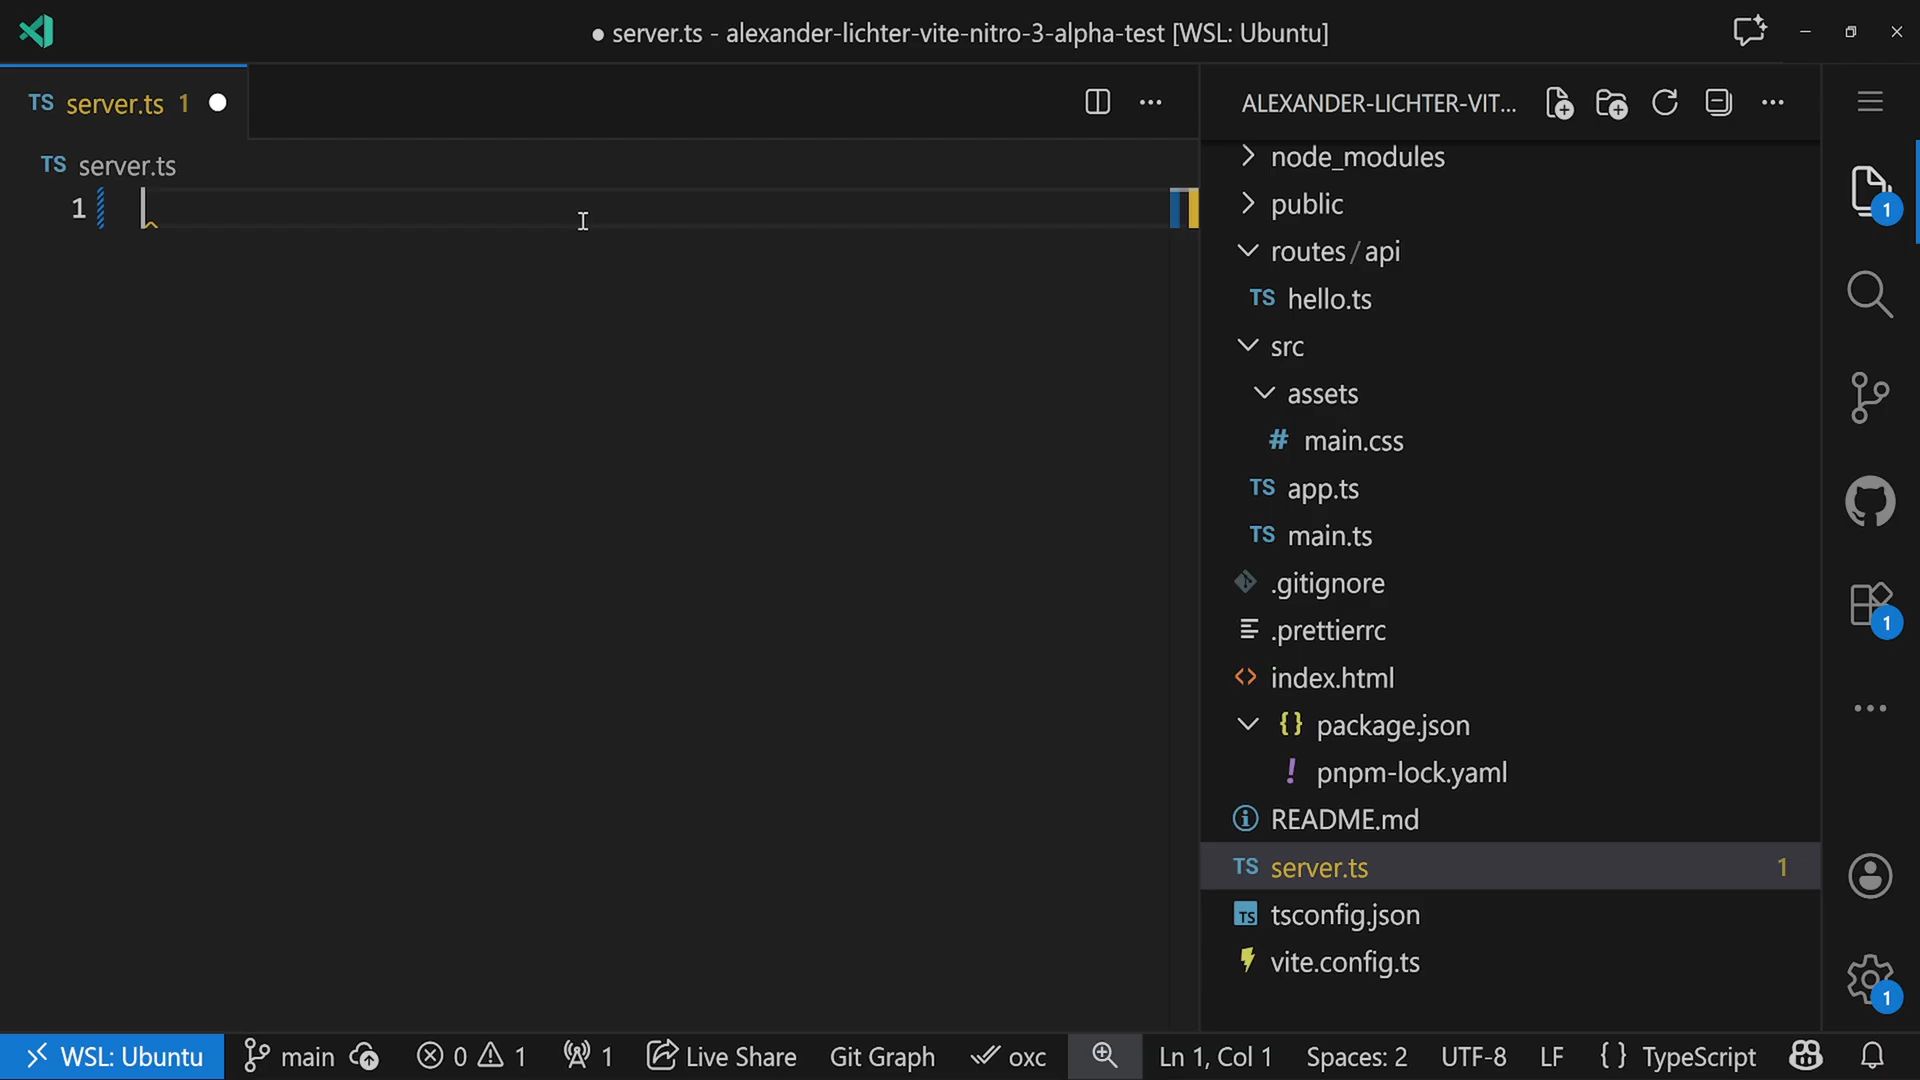 ● server.ts - alexander-lichter-vite-nitro-3-alpha-test [WSL: Ubuntu]
TS server.ts 1
TS server.ts
1
ALEXANDER-LICHTER-VIT...
node_modules
public
routes/api
TS hello.ts
src
assets
# main.css
TS app.ts
TS main.ts
.gitignore
.prettierrc
<> index.html
{} package.json
! pnpm-lock.yaml
README.md
TS server.ts 1
TS tsconfig.json
vite.config.ts
1
1
1
WSL: Ubuntu main 0 1 1 Live Share Git Graph oxc Ln 1, Col 1 Spaces: 2 UTF-8 LF {} TypeScript